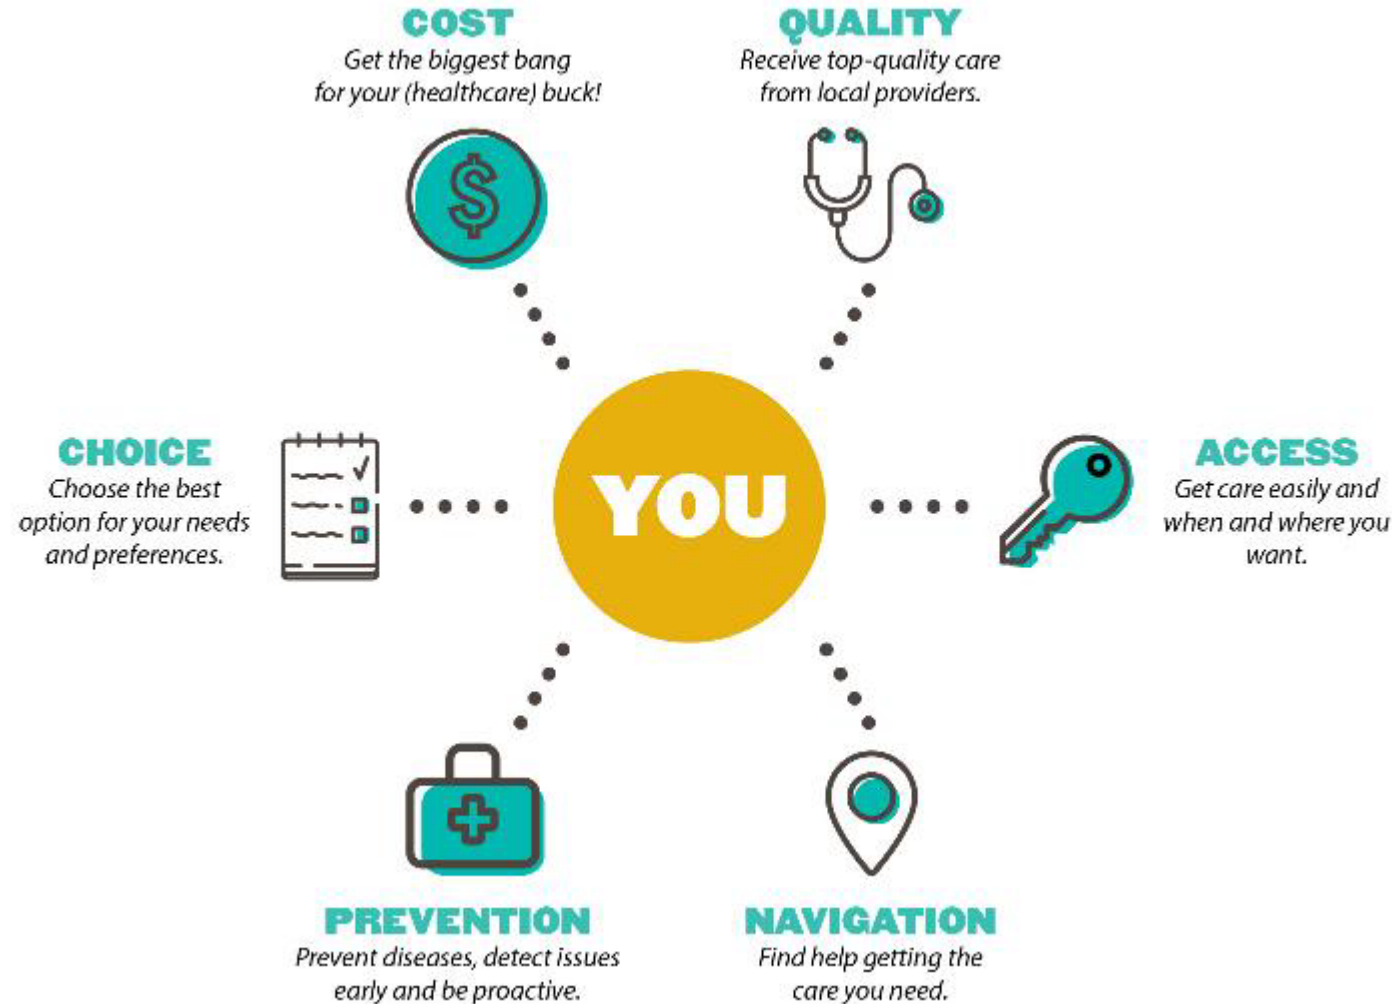 COST
Get the biggest bang
for your (healthcare) buck!
QUALITY
Receive top-quality care
from local providers.
CHOICE
Choose the best
option for your needs
and preferences.
$
YOU
ACCESS
Get care easily and
when and where you
want.
PREVENTION
Prevent diseases, detect issues
early and be proactive.
NAVIGATION
Find help getting the
care you need.